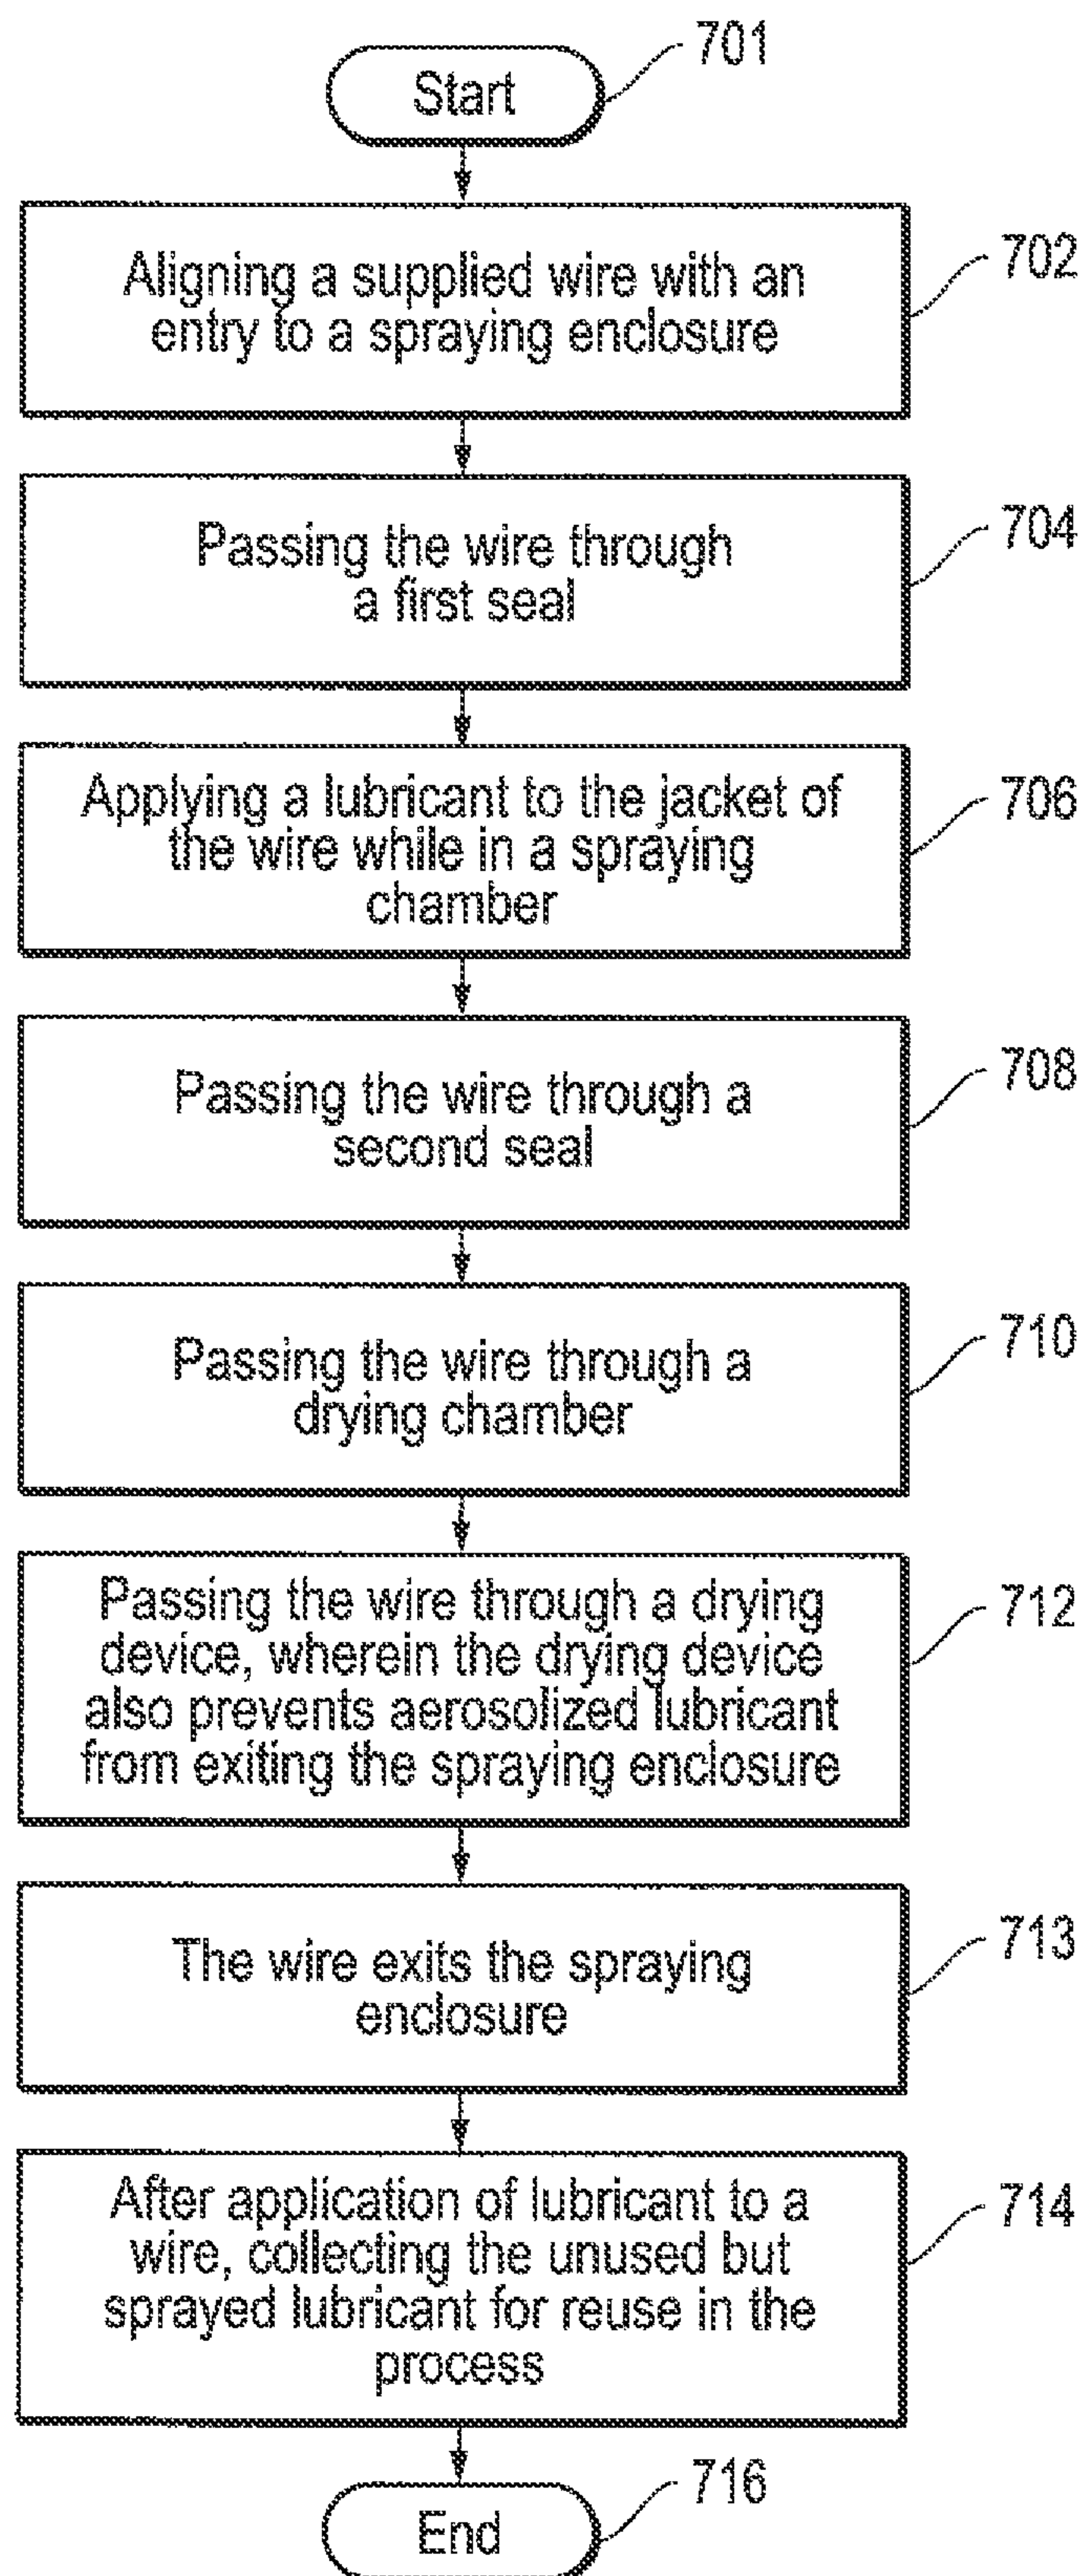 701
Start
702
Aligning a supplied wire with an
entry to a spraying enclosure
704
Passing the wire through
a first seal
706
Applying a lubricant to the jacket of
the wire while in a spraying
chamber
708
Passing the wire through a
second seal
710
Passing the wire through a
drying chamber
712
Passing the wire through a drying
device, wherein the drying device
also prevents aerosolized lubricant
from exiting the spraying enclosure
713
The wire exits the spraying
enclosure
714
After application of lubricant to a
wire, collecting the unused but
sprayed lubricant for reuse in the
process
716
End